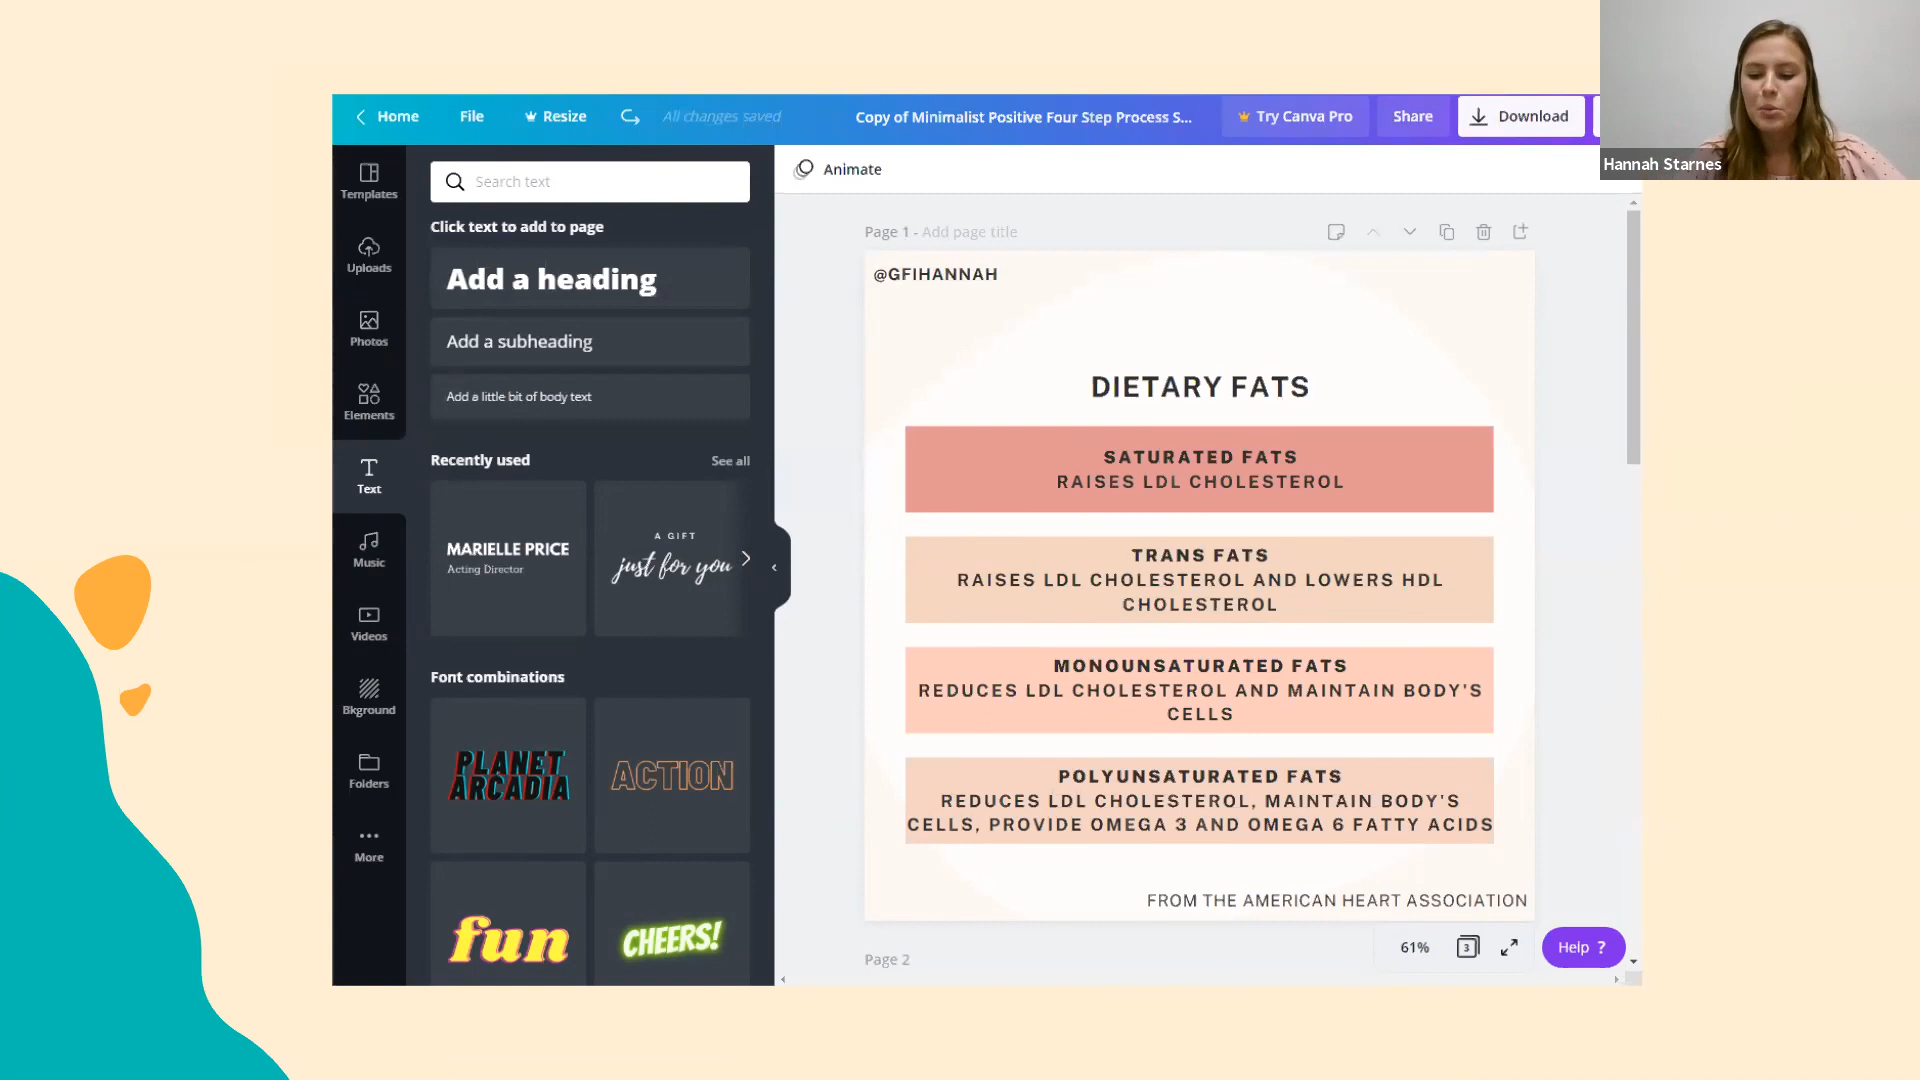 Home
File
Resize
All changes saved
Copy of Minimalist Positive Four Step Process S...
Try Canva Pro
Share
Download
Hannah Starnes
Templates
Uploads
Photos
Elements
Text
Music
Videos
Bkground
Folders
More
Search text
Click text to add to page
Add a heading
Add a subheading
Add a little bit of body text
Recently used
See all
MARIELLE PRICE
Acting Director
A GIFT
just for you
Font combinations
PLANET
ARCADIA
ACTION
fun
CHEERS!
Animate
Page 1 - Add page title
@GFIHANNAH
DIETARY FATS
SATURATED FATS
RAISES LDL CHOLESTEROL
TRANS FATS
RAISES LDL CHOLESTEROL AND LOWERS HDL
CHOLESTEROL
MONOUNSATURATED FATS
REDUCES LDL CHOLESTEROL AND MAINTAIN BODY'S
CELLS
POLYUNSATURATED FATS
REDUCES LDL CHOLESTEROL, MAINTAIN BODY'S
CELLS, PROVIDE OMEGA 3 AND OMEGA 6 FATTY ACIDS
FROM THE AMERICAN HEART ASSOCIATION
Page 2
61%
3
Help ?